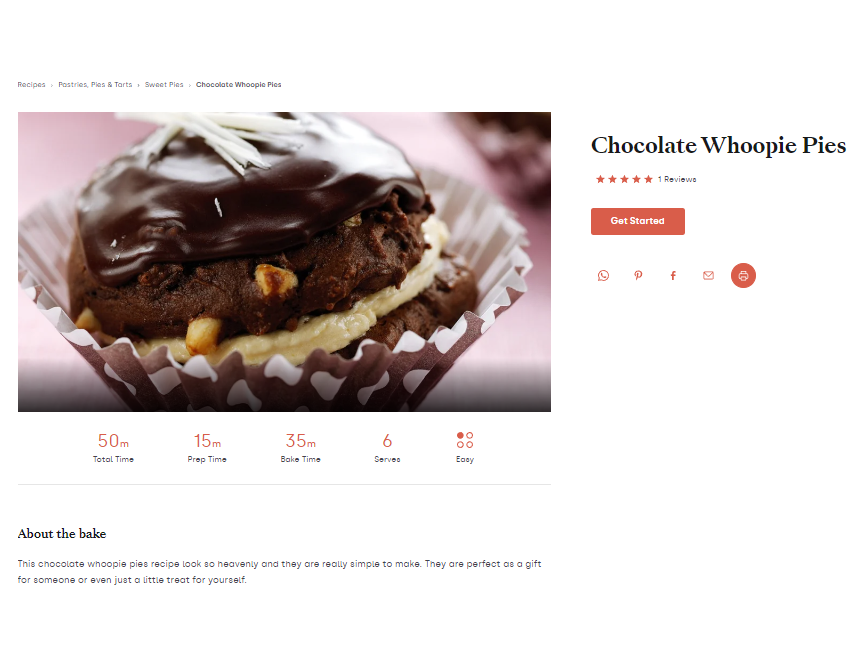 Recipes › Pastries, Pies & Tarts › Sweet Pies › Chocolate Whoopie Pies
Chocolate Whoopie Pies
1 Reviews
Get Started
50m 15m 35m 6
Total Time Prep Time Bake Time Serves Easy
About the bake
This chocolate whoopie pies recipe look so heavenly and they are really simple to make. They are perfect as a gift
for someone or even just a little treat for yourself.